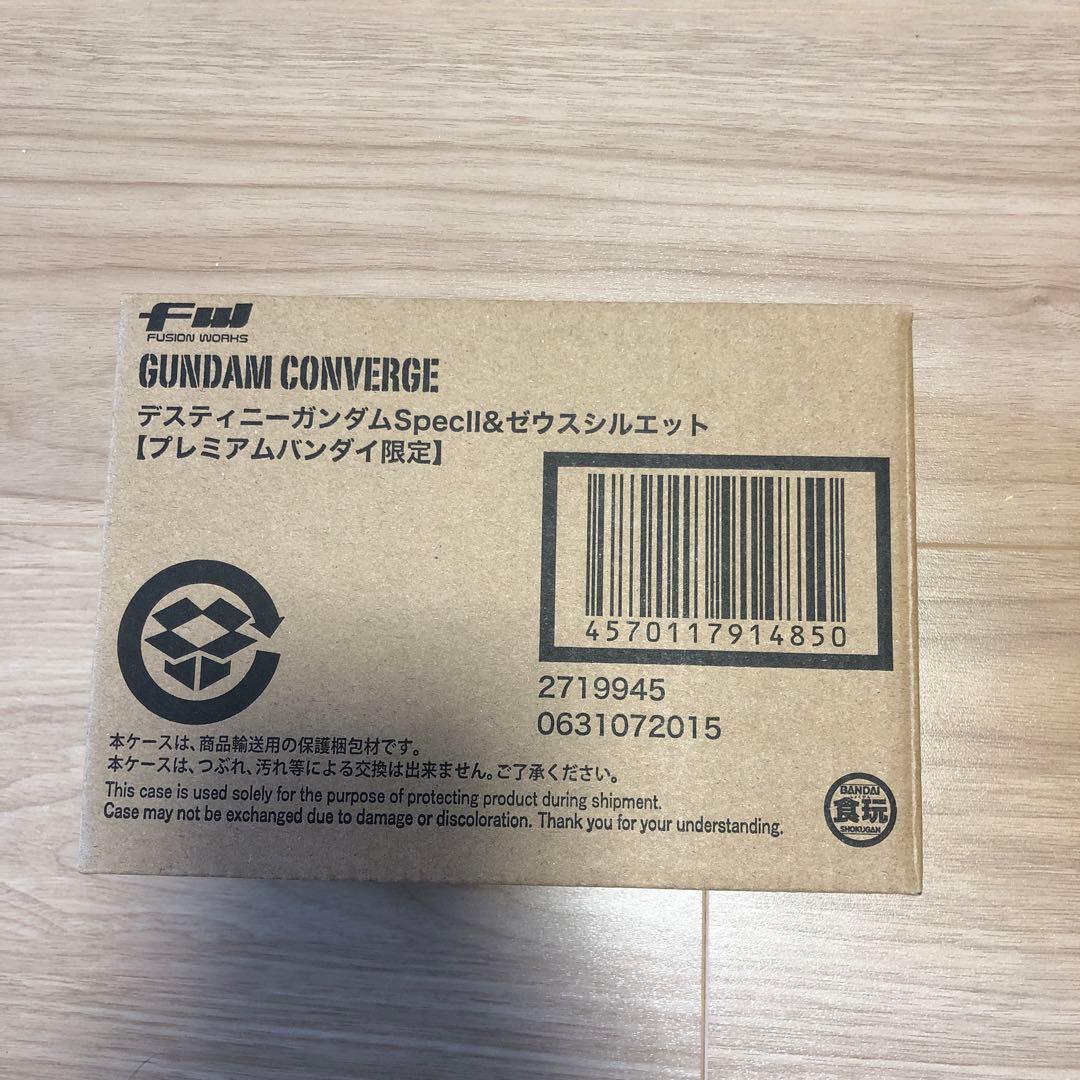 FW
FUSION WORKS
GUNDAM CONVERGE
デスティニーガンダムSpecII&ゼウスシルエット
【プレミアムバンダイ限定】
4570117914850
2719945
0631072015
本ケースは、商品輸送用の保護梱包材です。
本ケースは、つぶれ、汚れ等による交換は出来ません。ご了承ください。
This case is used solely for the purpose of protecting product during shipment.
Case may not be exchanged due to damage or discoloration. Thank you for your understanding.
BANDAI
しょくがん
食玩
SHOKUGAN